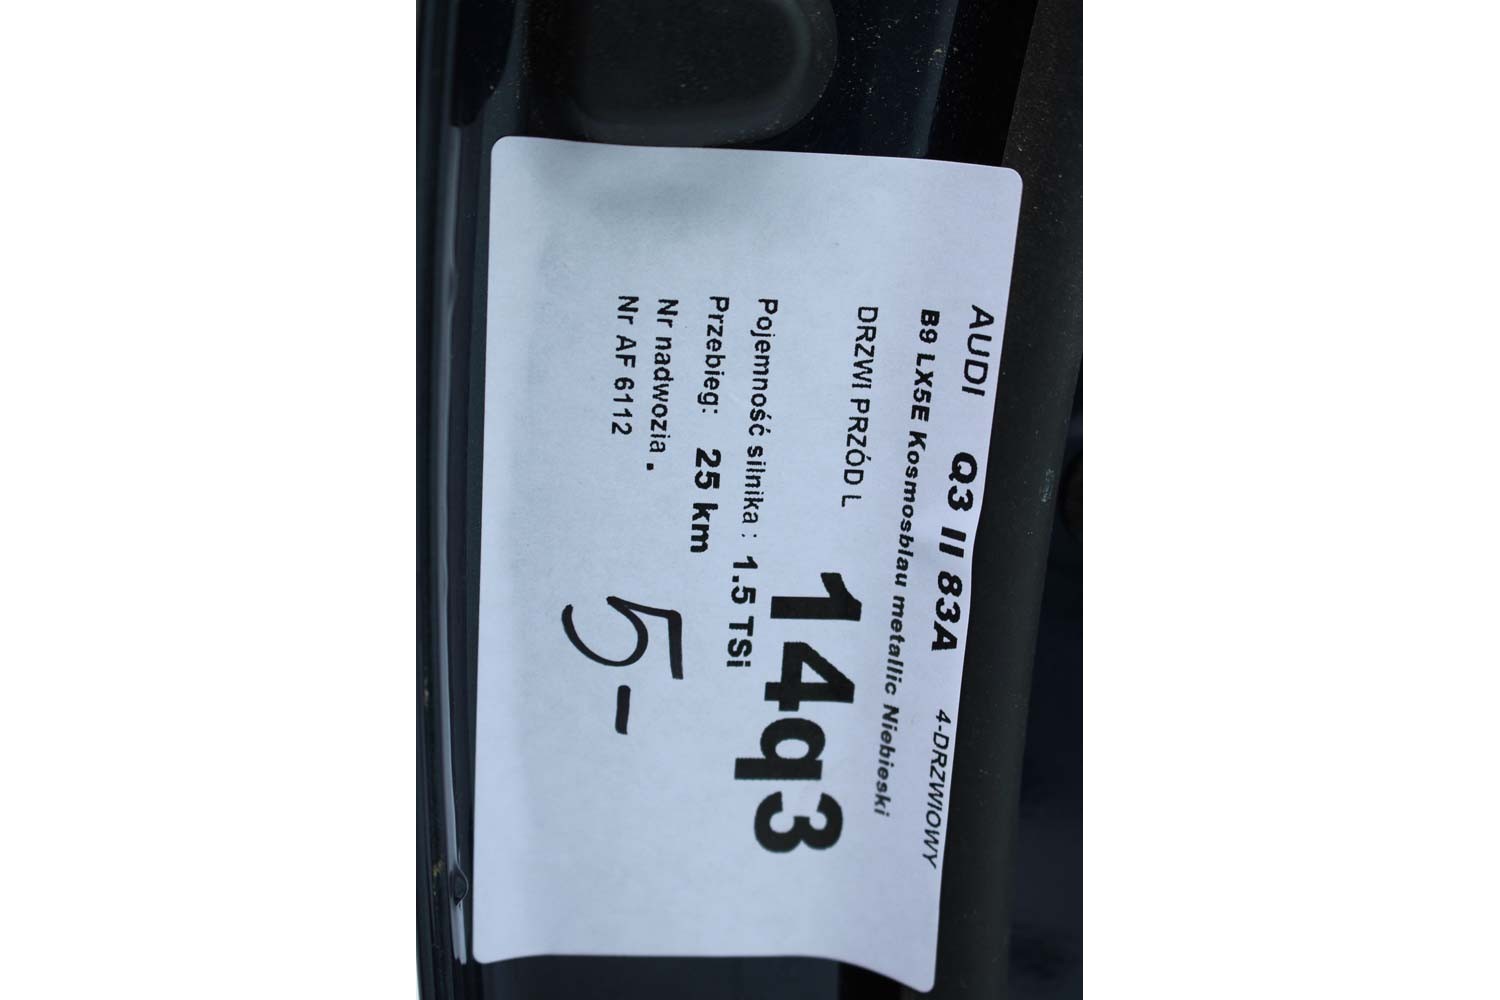 AUDI Q3 II 83A 4-DRZWIOWY
B9 LX5E Kosmosblau metallic Niebieski
DRZWI PRZÓD L
14q3
Pojemność silnika : 1.5 TSi
Przebieg: 25 km
Nr nadwozia .
Nr AF 6112
5-